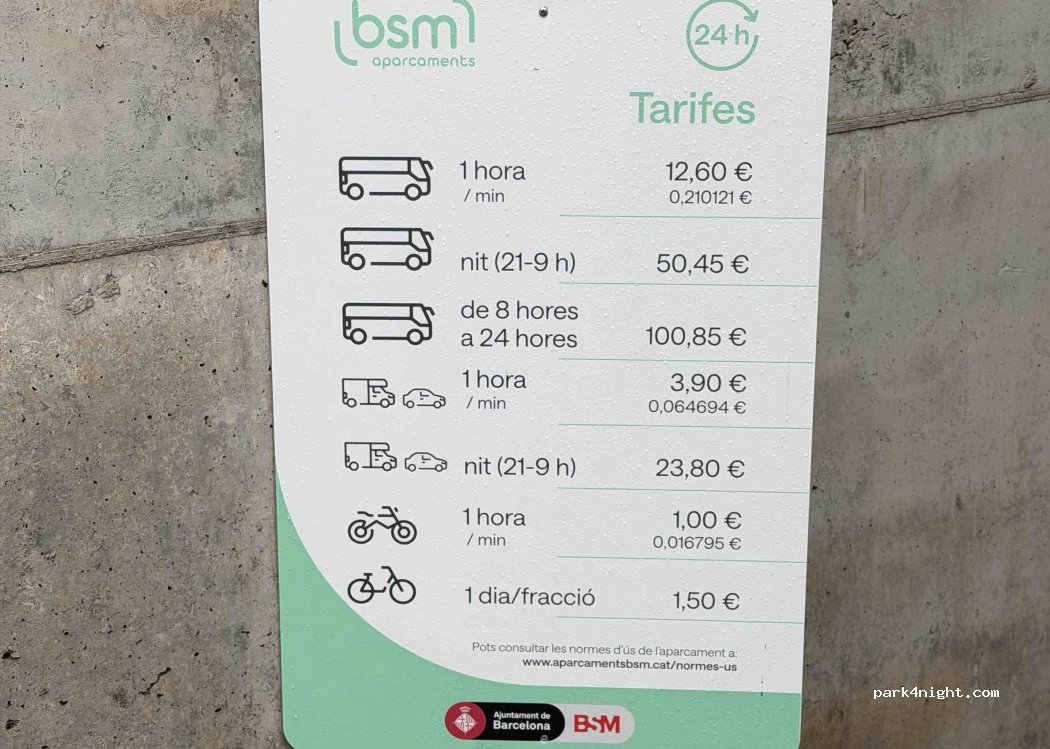 bsm
aparcaments
24 h
Tarifes
1 hora 12,60 €
/ min 0,210121 €
nit (21-9 h) 50,45 €
de 8 hores
a 24 hores 100,85 €
1 hora 3,90 €
/ min 0,064694 €
nit (21-9 h) 23,80 €
1 hora 1,00 €
/ min 0,016795 €
1 dia/fracció 1,50 €
Pots consultar les normes d'ús de l'aparcament a:
www.aparcamentsbsm.cat/normes-us
Ajuntament de
Barcelona
BSM
park4night.com